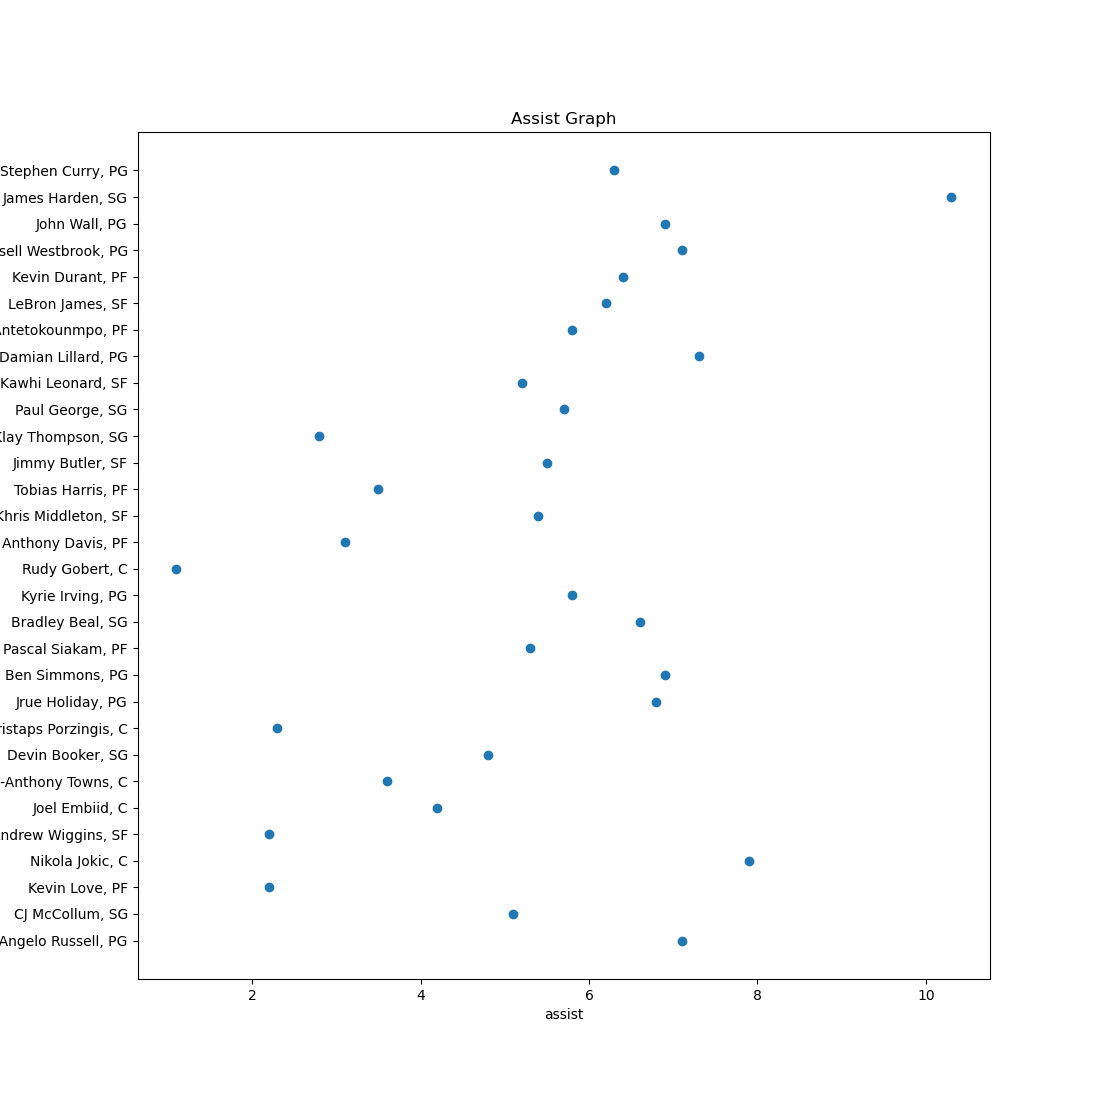 Assist Graph
Stephen Curry, PG
James Harden, SG
John Wall, PG
sell Westbrook, PG
Kevin Durant, PF
LeBron James, SF
ntetokounmpo, PF
Damian Lillard, PG
Kawhi Leonard, SF
Paul George, SG
Klay Thompson, SG
Jimmy Butler, SF
Tobias Harris, PF
Khris Middleton, SF
Anthony Davis, PF
Rudy Gobert, C
Kyrie Irving, PG
Bradley Beal, SG
Pascal Siakam, PF
Ben Simmons, PG
Jrue Holiday, PG
ristaps Porzingis, C
Devin Booker, SG
-Anthony Towns, C
Joel Embiid, C
ndrew Wiggins, SF
Nikola Jokic, C
Kevin Love, PF
CJ McCollum, SG
Angelo Russell, PG
2 4 6 8 10
assist